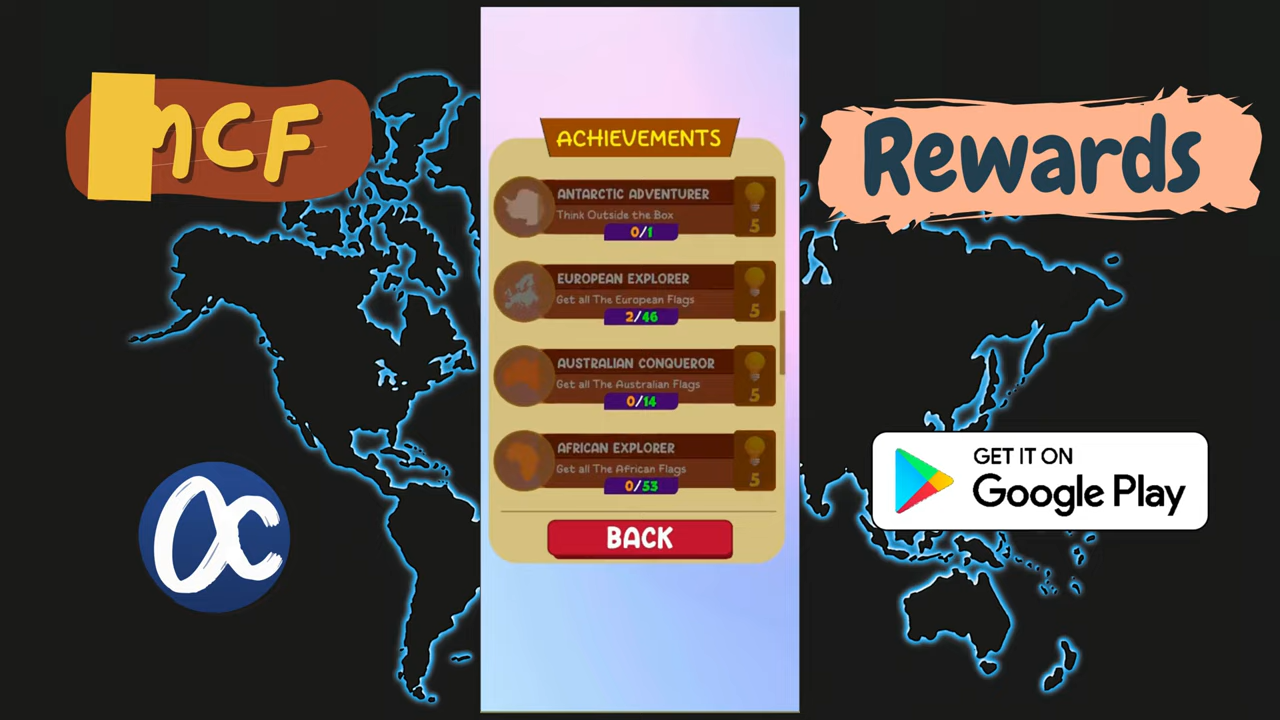 MCF
Rewards
ACHIEVEMENTS
ANTARCTIC ADVENTURER
Think Outside the Box
0/1
5
EUROPEAN EXPLORER
Get all The European Flags
2/46
5
AUSTRALIAN CONQUEROR
Get all The Australian Flags
0/14
5
AFRICAN EXPLORER
Get all The African Flags
0/53
5
BACK
OC
GET IT ON
Google Play